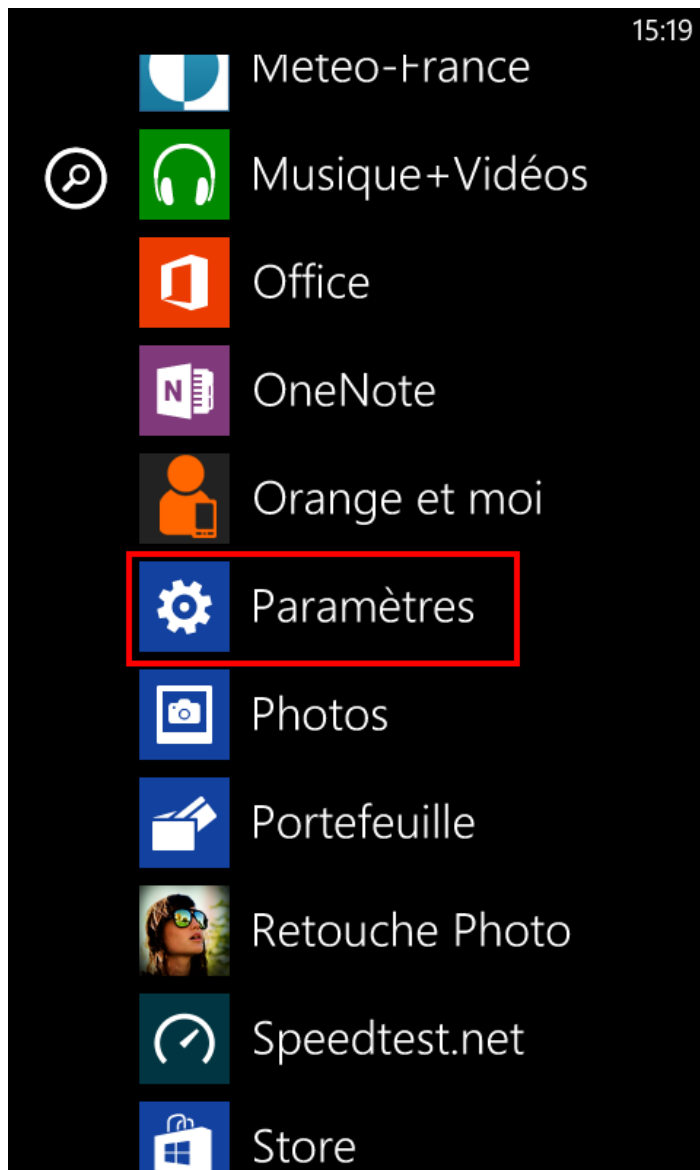 15:19
Meteo-France
Musique+Vidéos
Office
N
OneNote
Orange et moi
Paramètres
Photos
Portefeuille
Retouche Photo
Speedtest.net
Store